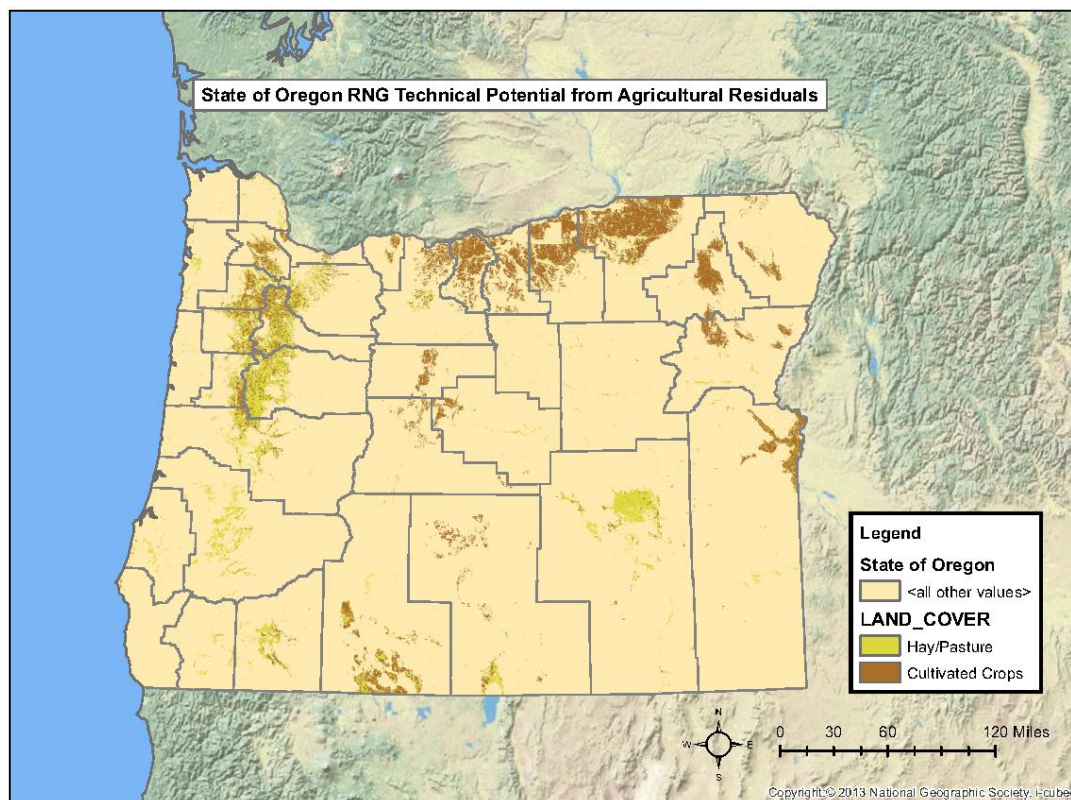 State of Oregon RNG Technical Potential from Agricultural Residuals
Legend
State of Oregon
<all other values>
LAND_COVER
Hay/Pasture
Cultivated Crops
N
W E
S
0 30 60 120 Miles
Copyright:© 2013 National Geographic Society, i-cubed